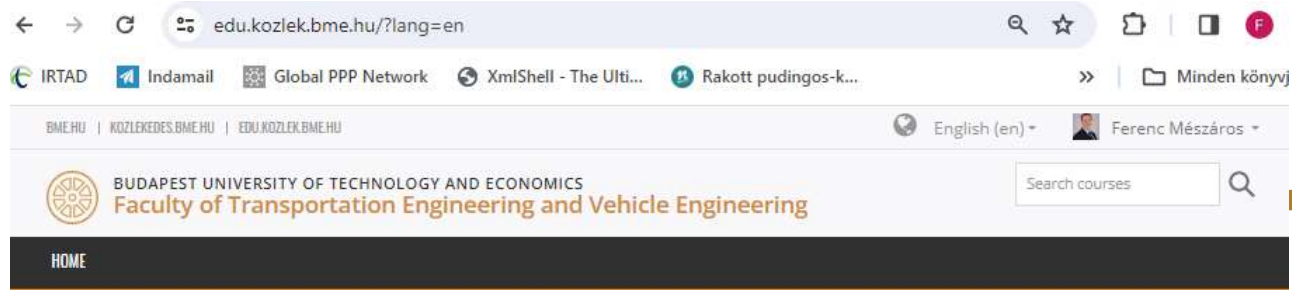 edu.kozlek.bme.hu/?lang=en
F
IRTAD Indamail Global PPP Network XmlShell - The Ulti... Rakott pudingos-k... » Minden könyvj
BME.HU | KOZLEKEDES.BME.HU | EDU.KOZLEK.BME.HU English (en) Ferenc Mészáros
BUDAPEST UNIVERSITY OF TECHNOLOGY AND ECONOMICS Search courses
Faculty of Transportation Engineering and Vehicle Engineering
HOME